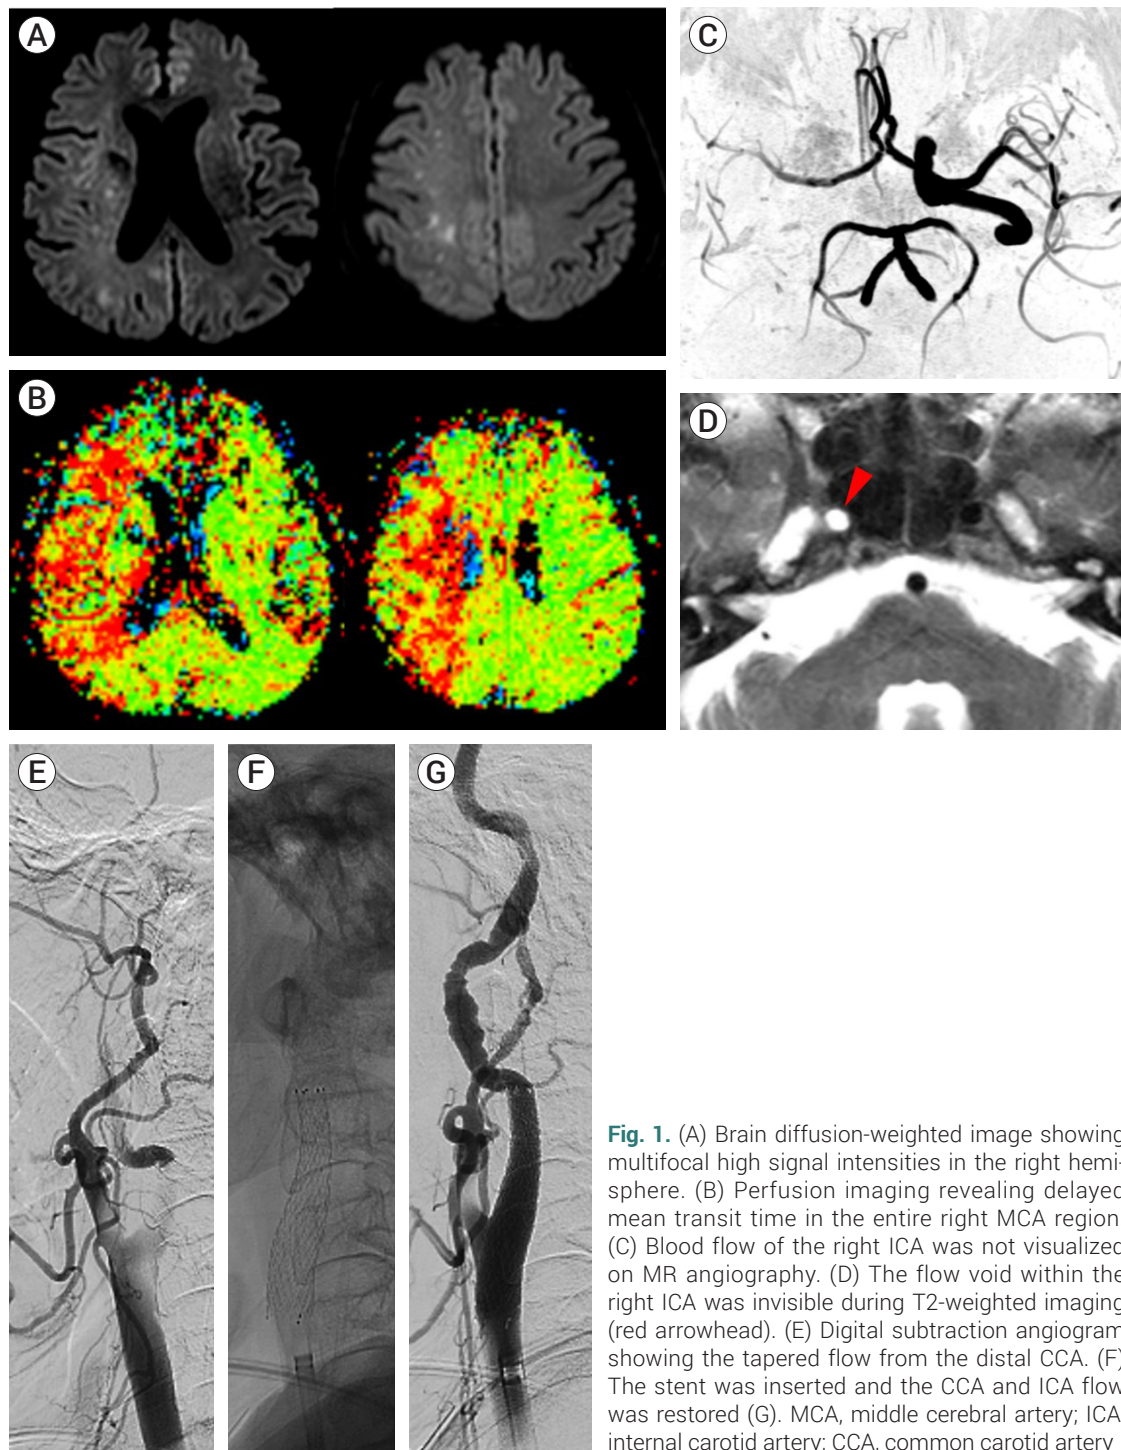 A
C
B
D
E
F
G
Fig. 1. (A) Brain diffusion-weighted image showing
multifocal high signal intensities in the right hemi-
sphere. (B) Perfusion imaging revealing delayed
mean transit time in the entire right MCA region
(C) Blood flow of the right ICA was not visualized
on MR angiography. (D) The flow void within the
right ICA was invisible during T2-weighted imaging
(red arrowhead). (E) Digital subtraction angiogram
showing the tapered flow from the distal CCA. (F)
The stent was inserted and the CCA and ICA flow
was restored (G). MCA, middle cerebral artery; ICA
internal carotid artery; CCA, common carotid artery